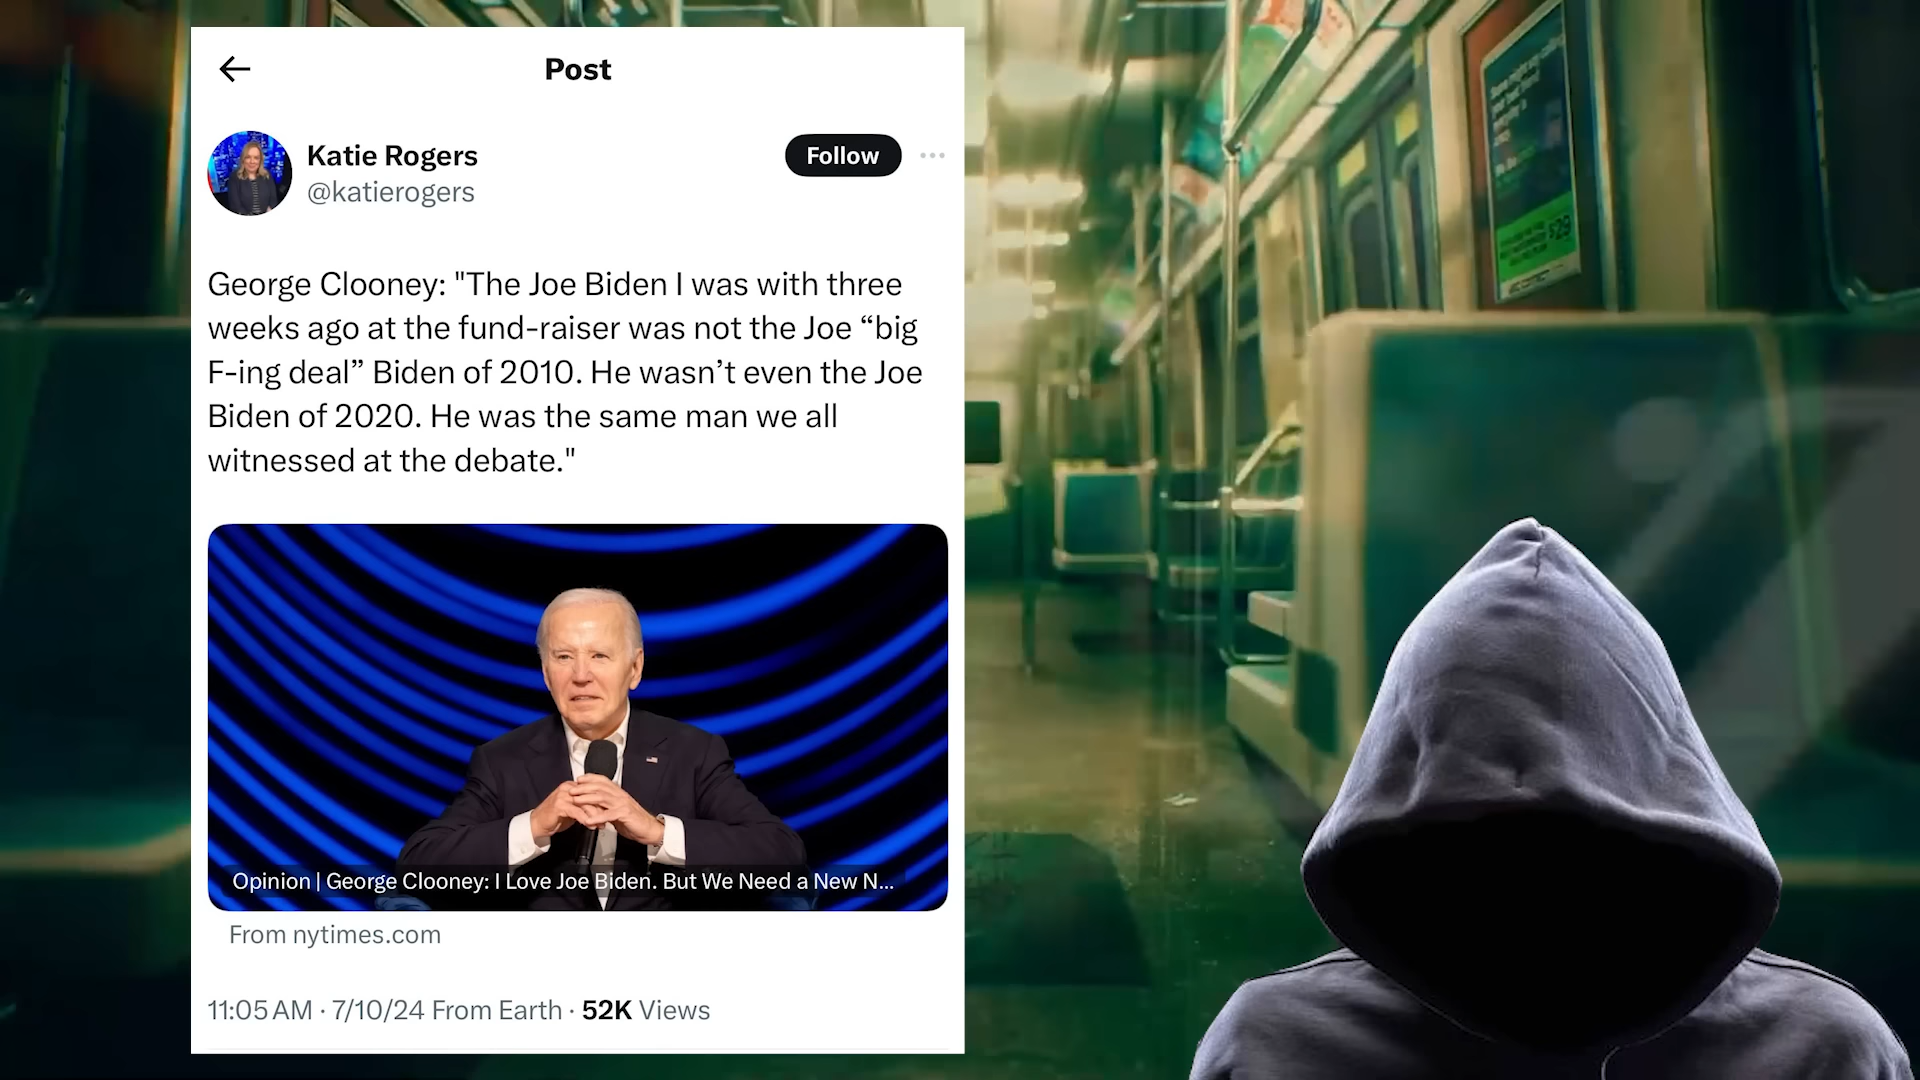 Post
Katie Rogers
@katierogers
Follow
George Clooney: "The Joe Biden I was with three
weeks ago at the fund-raiser was not the Joe “big
F-ing deal” Biden of 2010. He wasn’t even the Joe
Biden of 2020. He was the same man we all
witnessed at the debate."
Opinion | George Clooney: I Love Joe Biden. But We Need a New N...
From nytimes.com
11:05 AM · 7/10/24 From Earth · 52K Views
$29